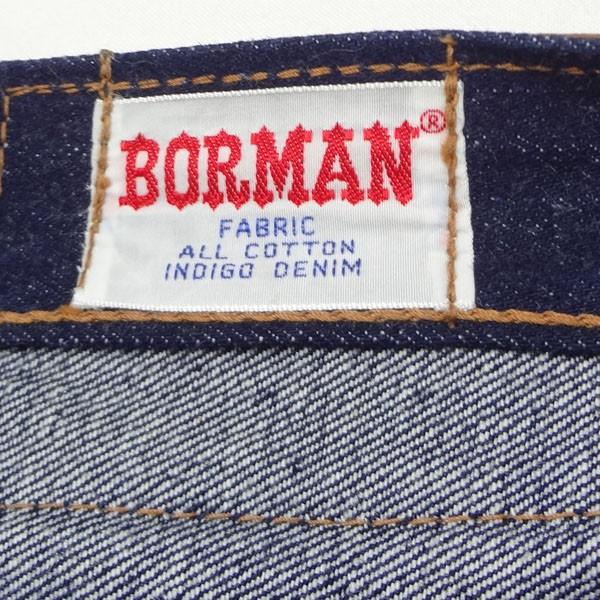 BORMAN®
FABRIC
ALL COTTON
INDIGO DENIM